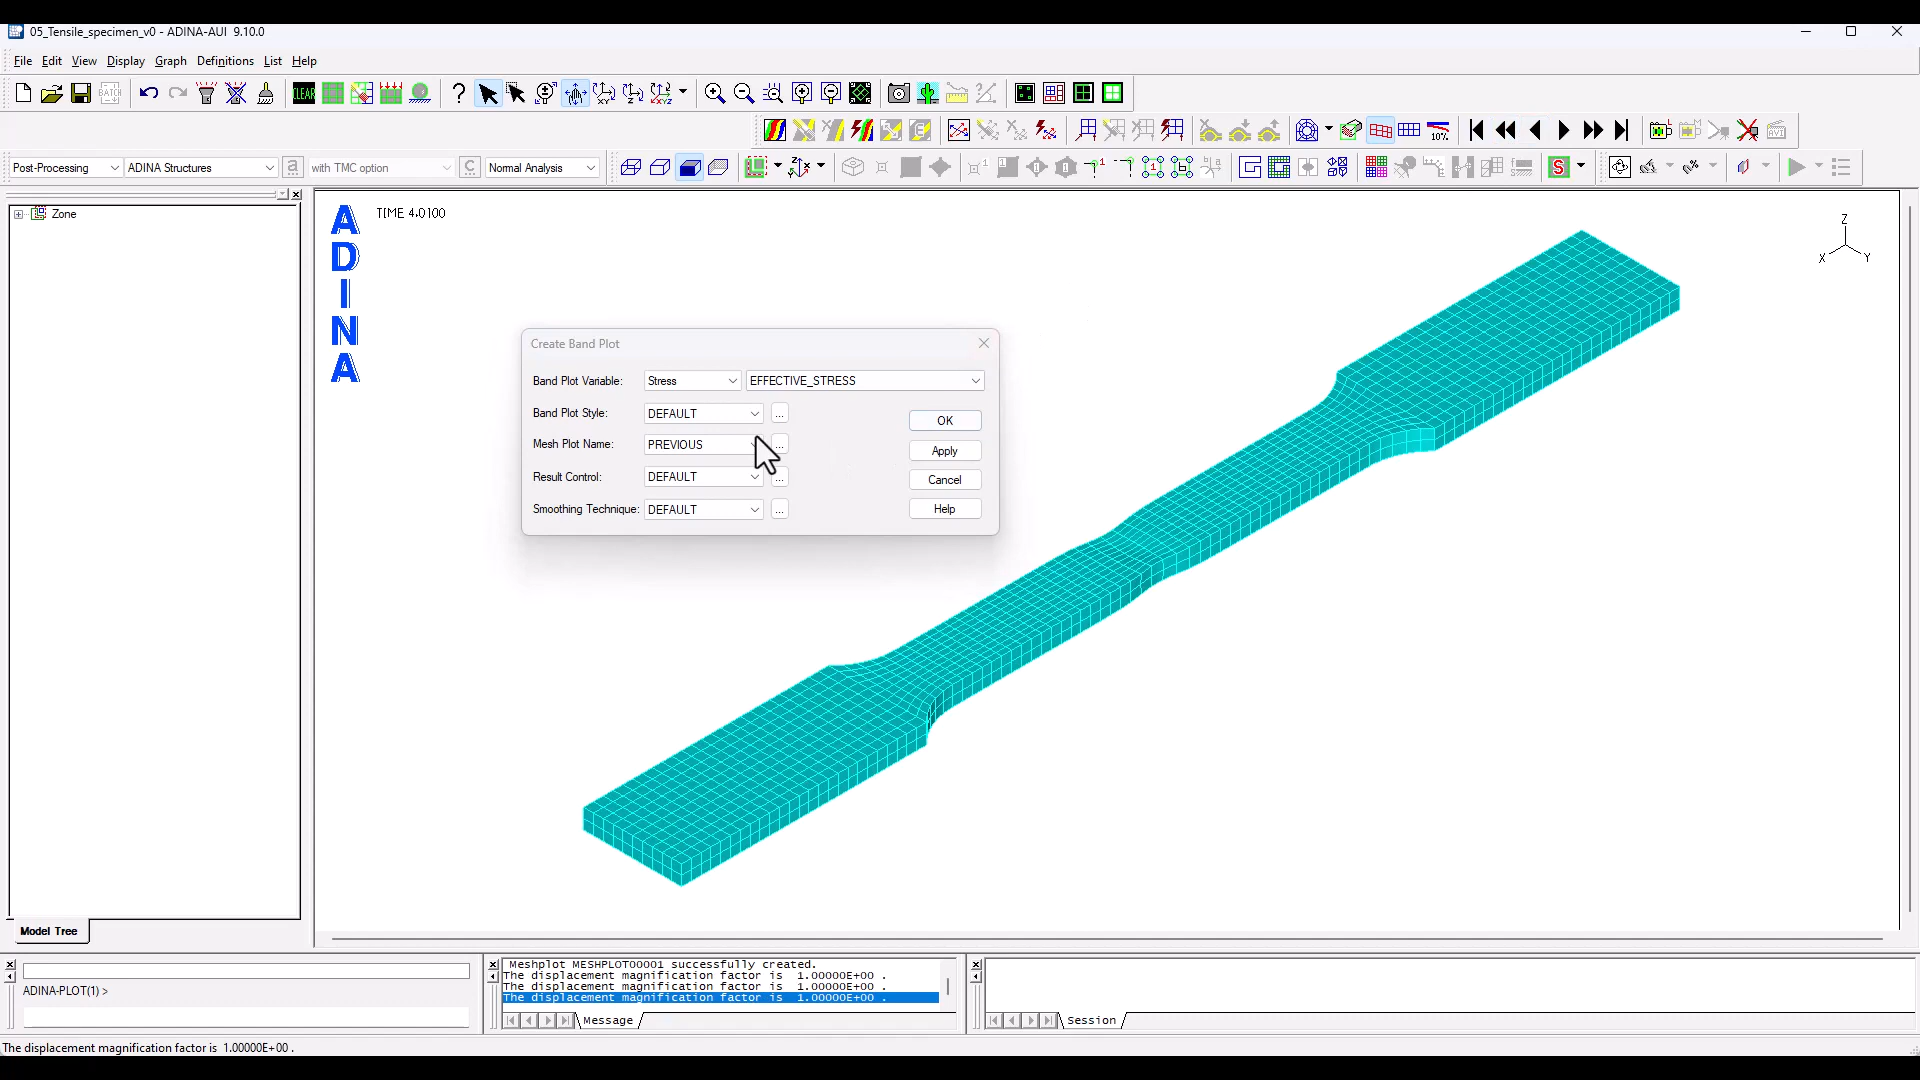 05_Tensile_specimen_v0 - ADINA-AUI 9.10.0
File Edit View Display Graph Definitions List Help
BATCH CLEAR ? 10% AVI
Post-Processing ADINA Structures a with TMC option C Normal Analysis
Zone
A
D
I
N
A
TIME 4.0100
Z
X
Y
Create Band Plot
Band Plot Variable: Stress EFFECTIVE_STRESS
Band Plot Style: DEFAULT ... OK
Mesh Plot Name: PREVIOUS ... Apply
Result Control: DEFAULT ... Cancel
Smoothing Technique: DEFAULT ... Help
Model Tree
ADINA-PLOT(1) >
Meshplot MESHPLOT00001 successfully created.
The displacement magnification factor is 1.00000E+00 .
The displacement magnification factor is 1.00000E+00 .
The displacement magnification factor is 1.00000E+00 .
Message
Session
The displacement magnification factor is 1.00000E+00 .